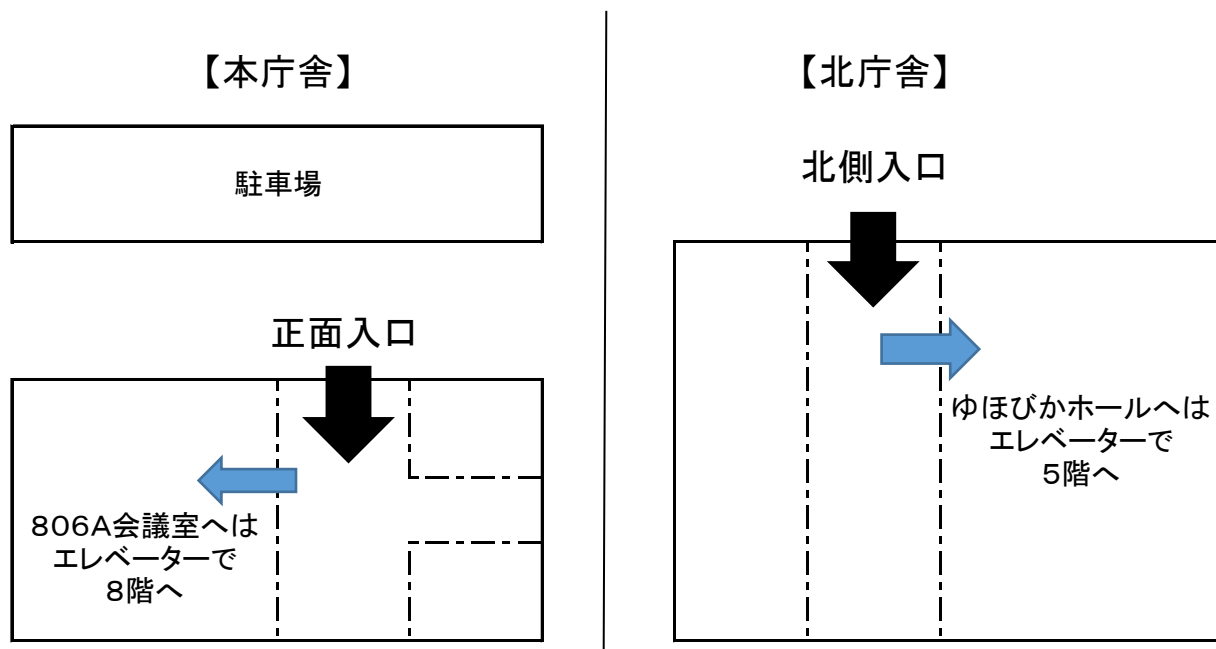 【本庁舎】
駐車場
正面入口
806A会議室へは
エレベーターで
8階へ
【北庁舎】
北側入口
ゆほびかホールへは
エレベーターで
5階へ